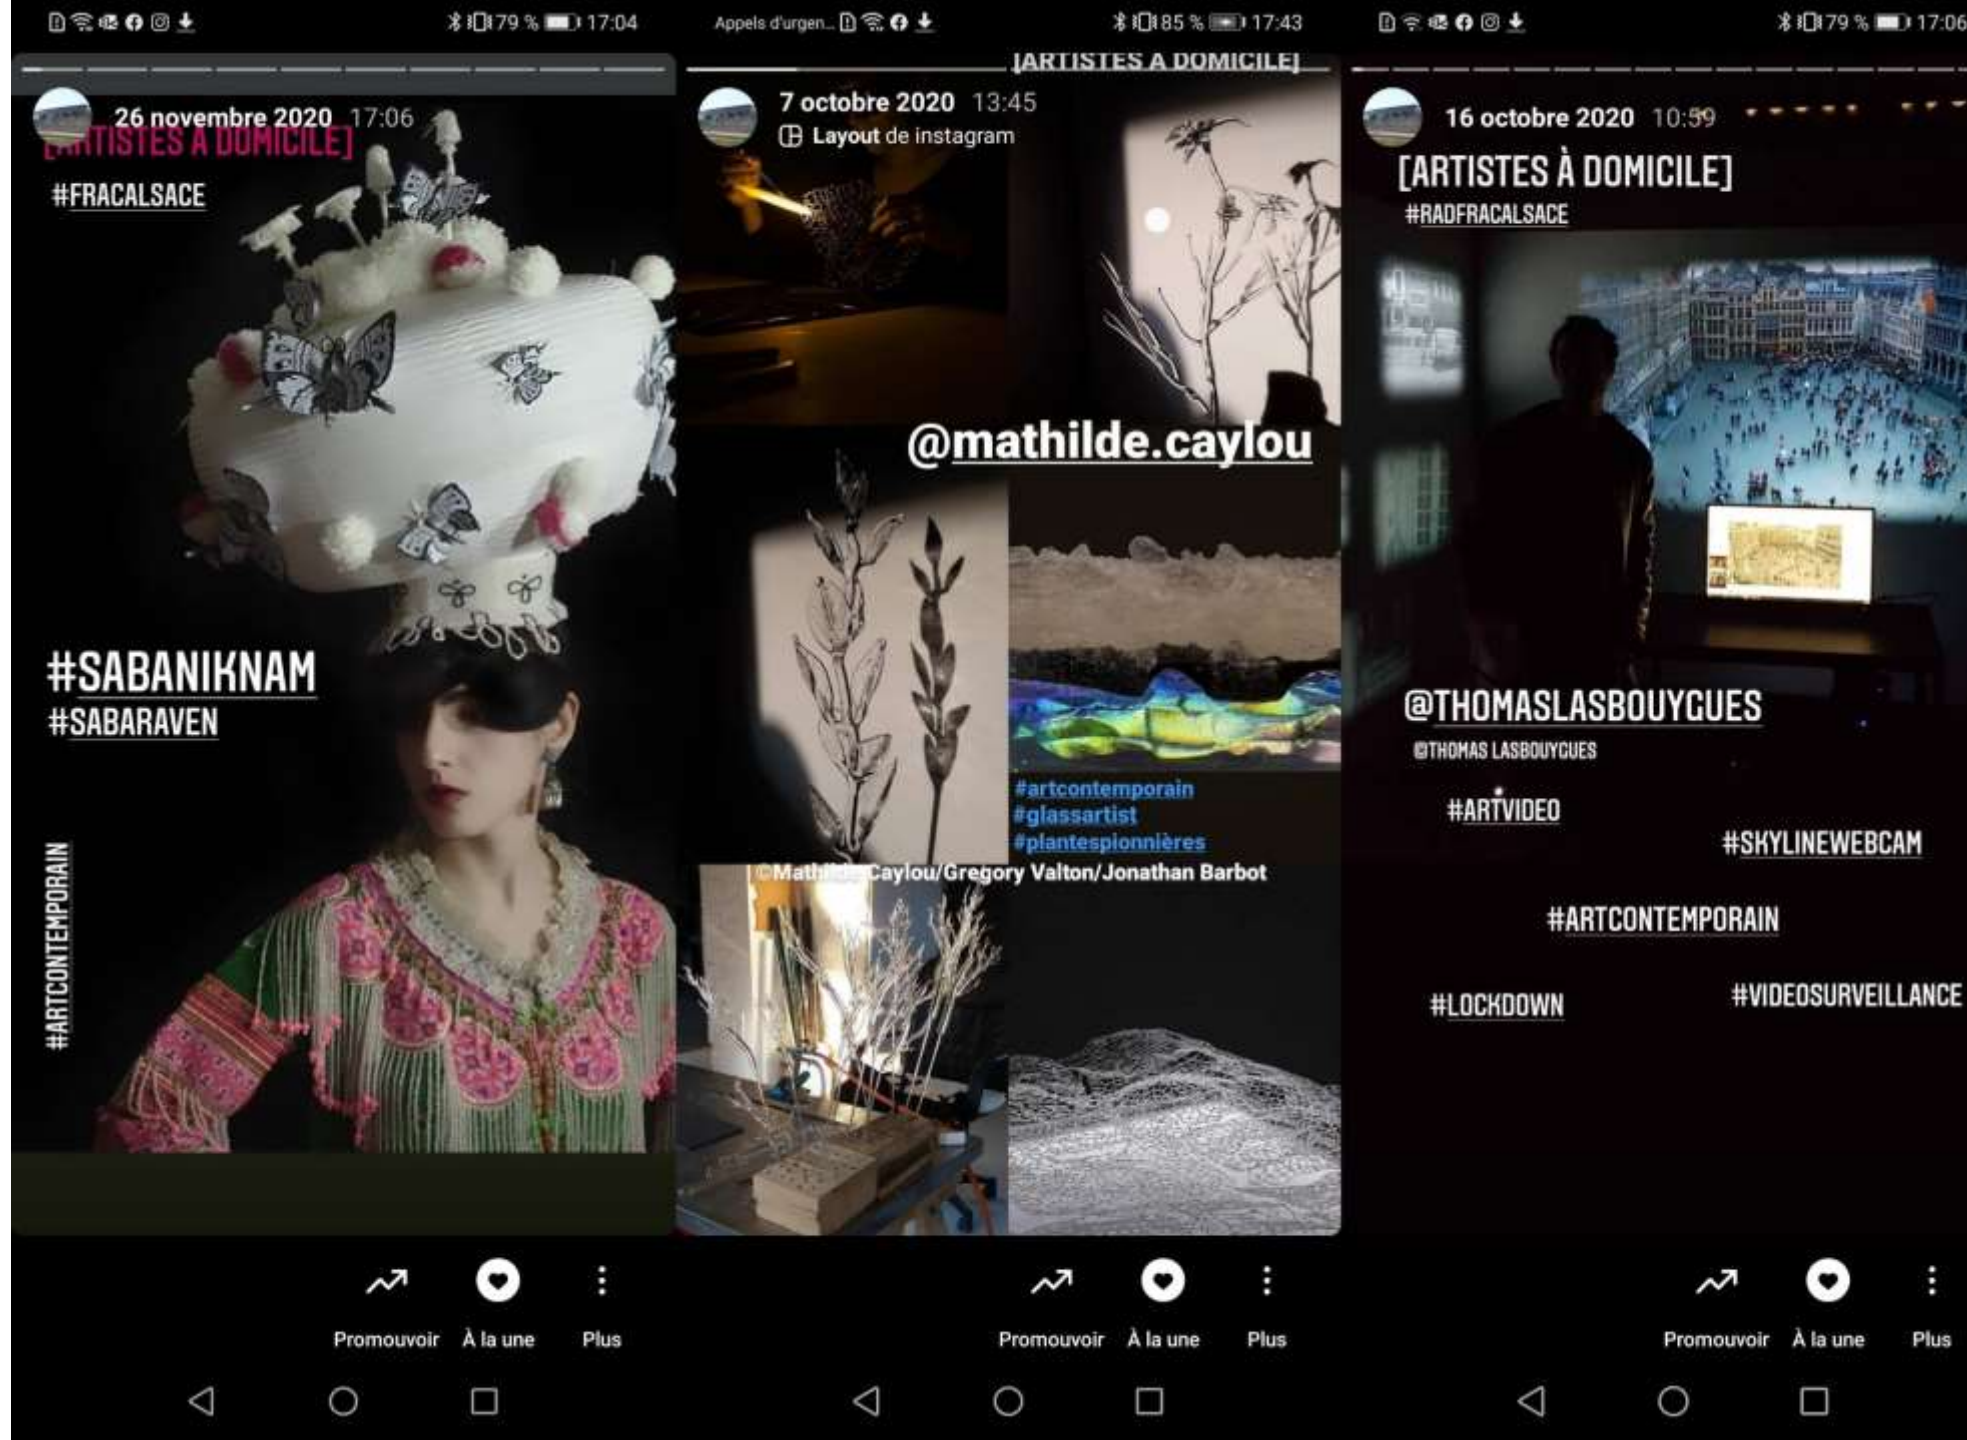 79 % 17:04
26 novembre 2020 17:06
[ARTISTES À DOMICILE]
#FRACALSACE
#SABANIKNAM
#SABARAVEN
#ARTCONTEMPORAIN
Promouvoir À la une Plus
Appels d'urgen... 85 % 17:43
[ARTISTES À DOMICILE]
7 octobre 2020 13:45
Layout de instagram
@mathilde.caylou
#artcontemporain
#glassartist
#plantespionnières
©Mathilde Caylou/Gregory Valton/Jonathan Barbot
Promouvoir À la une Plus
79 % 17:06
16 octobre 2020 10:59
[ARTISTES À DOMICILE]
#RADFRACALSACE
@THOMASLASBOUYGUES
©THOMAS LASBOUYGUES
#ARTVIDEO
#SKYLINEWEBCAM
#ARTCONTEMPORAIN
#LOCKDOWN
#VIDEOSURVEILLANCE
Promouvoir À la une Plus